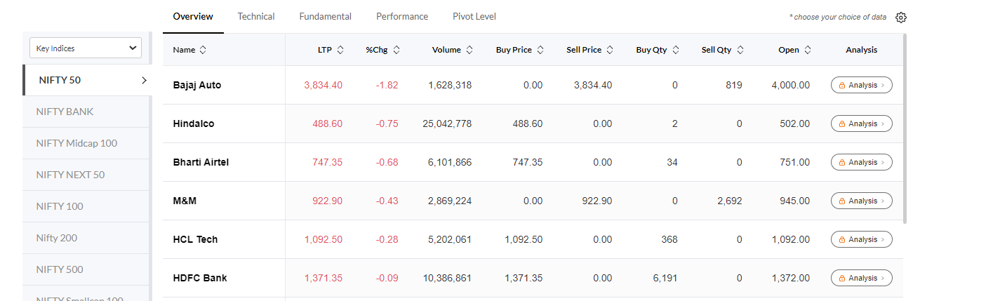 Overview Technical Fundamental Performance Pivot Level * choose your choice of data
Key Indices
NIFTY 50
NIFTY BANK
NIFTY Midcap 100
NIFTY NEXT 50
NIFTY 100
Nifty 200
NIFTY 500
NIFTY Smallcap 100
Name LTP %Chg Volume Buy Price Sell Price Buy Qty Sell Qty Open Analysis
Bajaj Auto 3,834.40 -1.82 1,628,318 0.00 3,834.40 0 819 4,000.00 Analysis
Hindalco 488.60 -0.75 25,042,778 488.60 0.00 2 0 502.00 Analysis
Bharti Airtel 747.35 -0.68 6,101,866 747.35 0.00 34 0 751.00 Analysis
M&M 922.90 -0.43 2,869,224 0.00 922.90 0 2,692 945.00 Analysis
HCL Tech 1,092.50 -0.28 5,202,061 1,092.50 0.00 368 0 1,092.00 Analysis
HDFC Bank 1,371.35 -0.09 10,386,861 1,371.35 0.00 6,191 0 1,372.00 Analysis